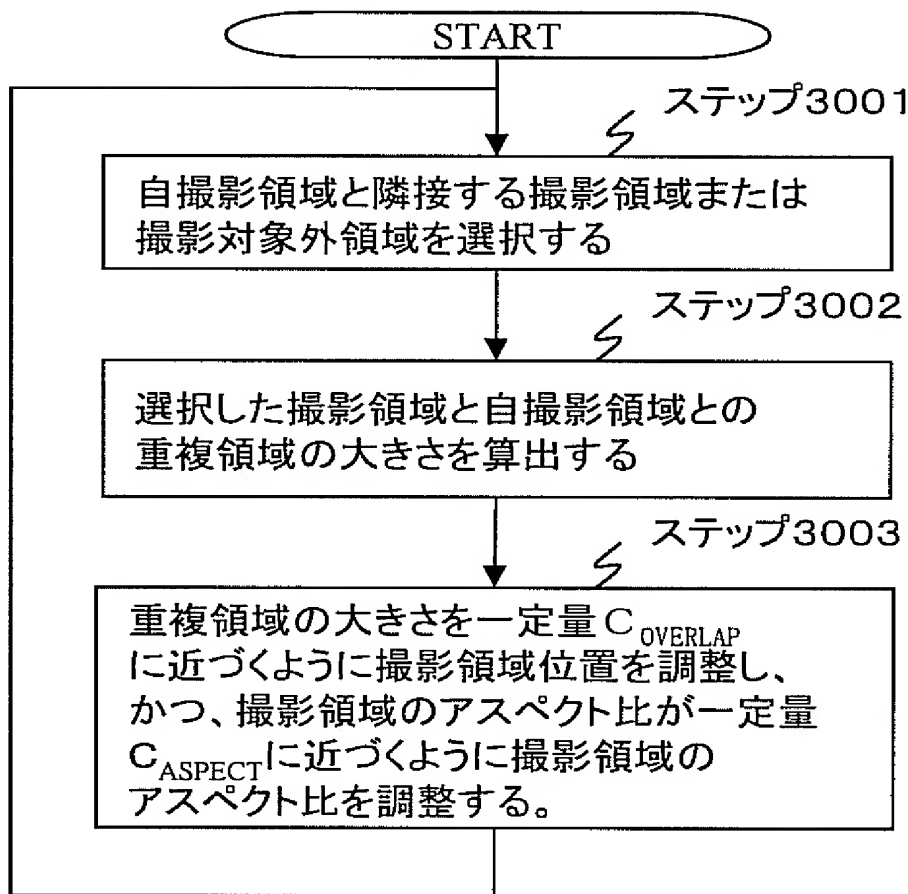 START
ステップ3001
自撮影領域と隣接する撮影領域または
撮影対象外領域を選択する
ステップ3002
選択した撮影領域と自撮影領域との
重複領域の大きさを算出する
ステップ3003
重複領域の大きさを一定量COVERLAP
に近づくように撮影領域位置を調整し、
かつ、撮影領域のアスペクト比が一定量
CASPECTに近づくように撮影領域の
アスペクト比を調整する。